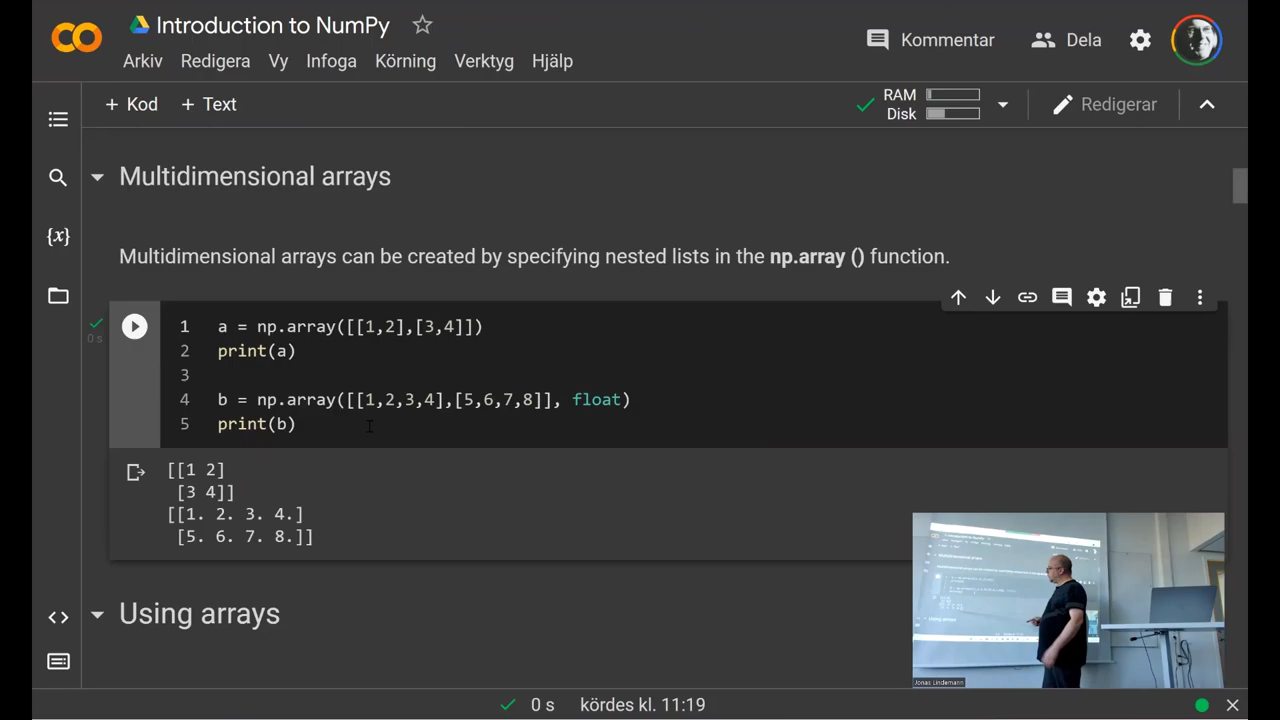 Introduction to NumPy
Arkiv Redigera Vy Infoga Körning Verktyg Hjälp
Kommentar Dela
+ Kod + Text
RAM
Disk
Redigerar
Multidimensional arrays
Multidimensional arrays can be created by specifying nested lists in the np.array () function.
0 s
1 a = np.array([[1,2],[3,4]])
2 print(a)
3
4 b = np.array([[1,2,3,4],[5,6,7,8]], float)
5 print(b)
[[1 2]
[3 4]]
[[1. 2. 3. 4.]
[5. 6. 7. 8.]]
Using arrays
Jonas Lindemann
0 s kördes kl. 11:19